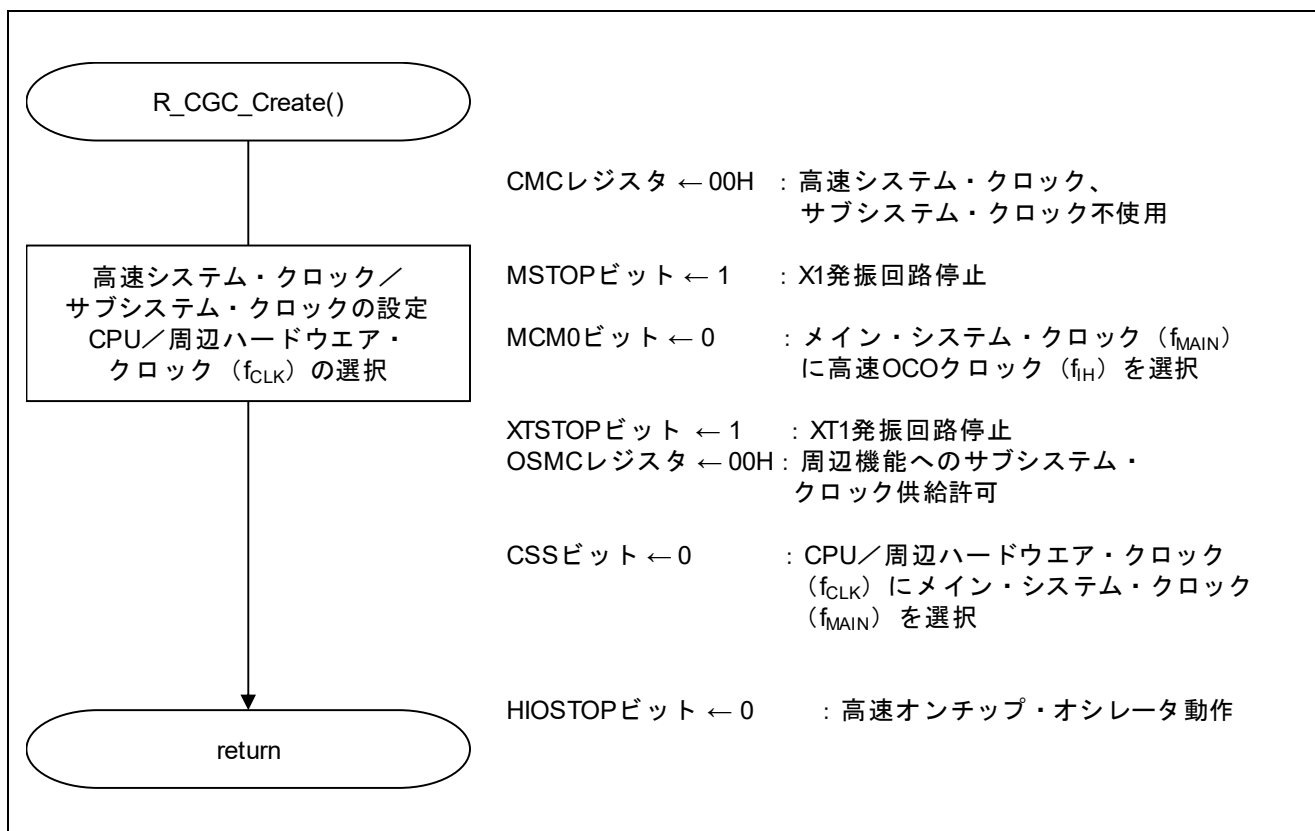 R_CGC_Create()
CMCレジスタ ← 00H : 高速システム・クロック、
サブシステム・クロック不使用
高速システム・クロック／
サブシステム・クロックの設定
CPU／周辺ハードウエア・
クロック（fCLK）の選択
MSTOPビット ← 1 : X1発振回路停止
MCM0ビット ← 0 : メイン・システム・クロック（fMAIN）
に高速OCOクロック（fIH）を選択
XTSTOPビット ← 1 : XT1発振回路停止
OSMCレジスタ ← 00H : 周辺機能へのサブシステム・
クロック供給許可
CSSビット ← 0 : CPU／周辺ハードウエア・クロック
（fCLK）にメイン・システム・クロック
（fMAIN）を選択
HIOSTOPビット ← 0 : 高速オンチップ・オシレータ動作
return